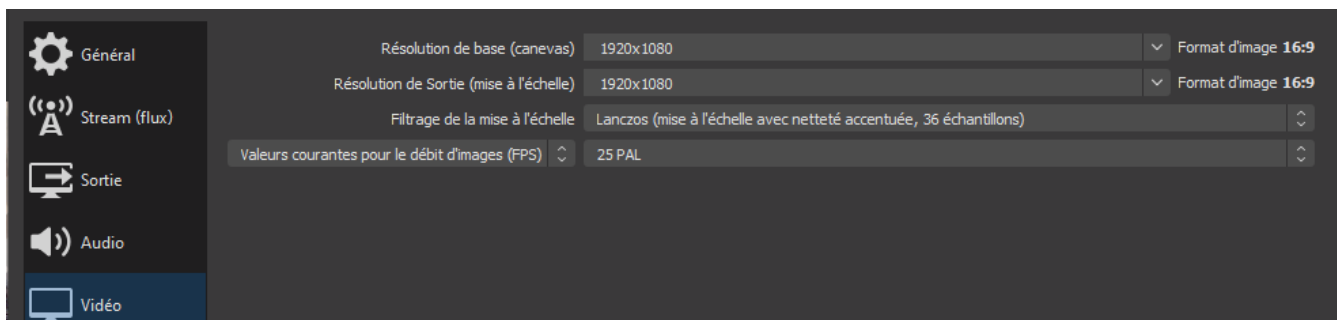 Général
Stream (flux)
Sortie
Audio
Vidéo
Résolution de base (canevas) 1920x1080 Format d'image 16:9
Résolution de Sortie (mise à l'échelle) 1920x1080 Format d'image 16:9
Filtrage de la mise à l'échelle Lanczos (mise à l'échelle avec netteté accentuée, 36 échantillons)
Valeurs courantes pour le débit d'images (FPS) 25 PAL